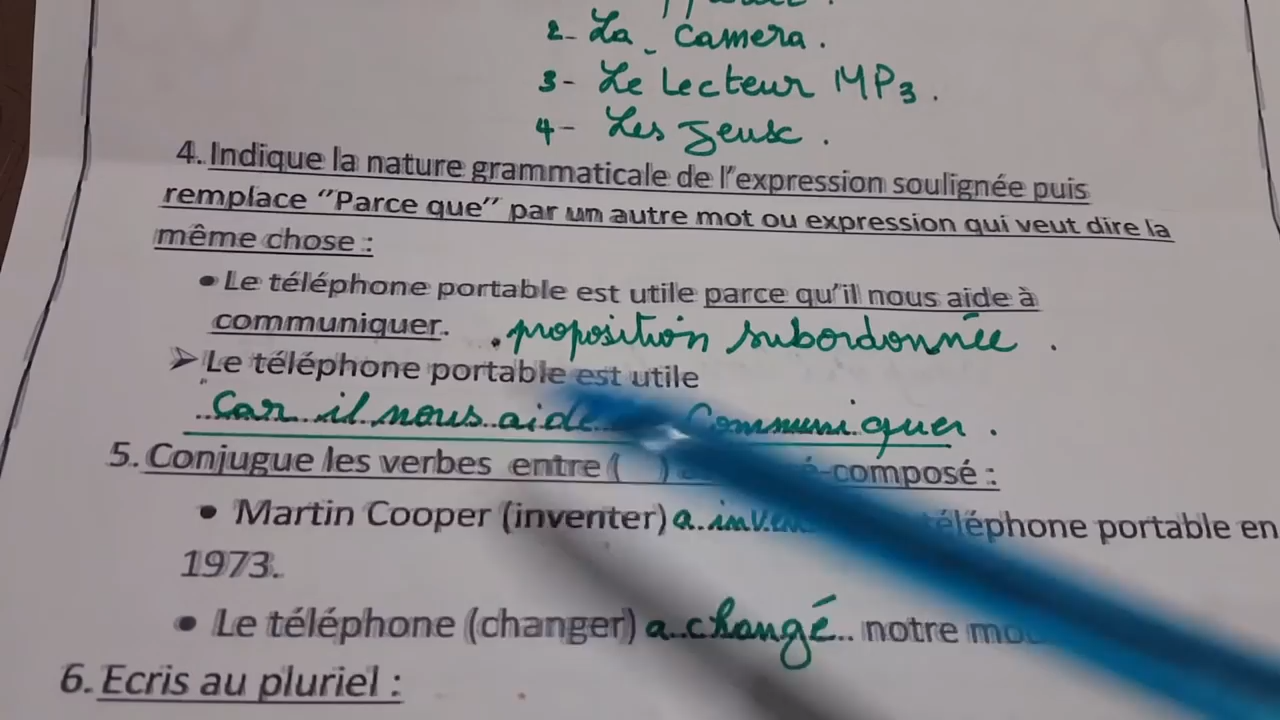 2- La camera.
3- Le Lecteur MP3.
4- Les Jeux.
4. Indique la nature grammaticale de l'expression soulignée puis
remplace "Parce que" par un autre mot ou expression qui veut dire la
même chose :
• Le téléphone portable est utile parce qu'il nous aide à
communiquer. . proposition subordonnée .
➢ Le téléphone portable est utile
Car il nous aide Communiquer .
5. Conjugue les verbes entre ( ) -composé :
• Martin Cooper (inventer) a téléphone portable en
1973.
• Le téléphone (changer) a changé.. notre
6. Ecris au pluriel :